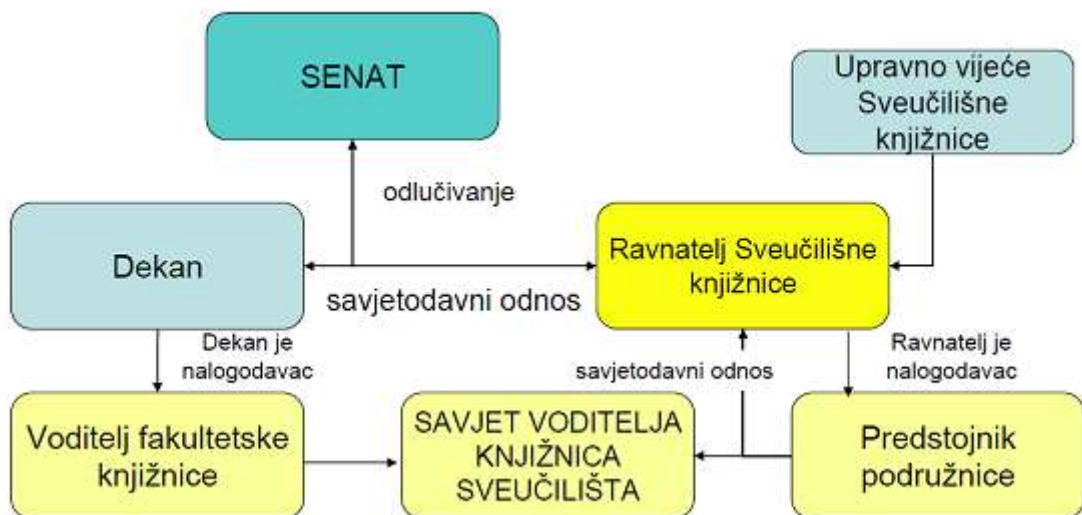 SENAT
Upravno vijeće
Sveučilišne
knjižnice
odlučivanje
Dekan
Ravnatelj Sveučilišne
knjižnice
savjetodavni odnos
Dekan je
nalogodavac
savjetodavni odnos
Ravnatelj je
nalogodavac
Voditelj fakultetske
knjižnice
SAVJET VODITELJA
KNJIŽNICA
SVEUČILIŠTA
Predstojnik
podružnice